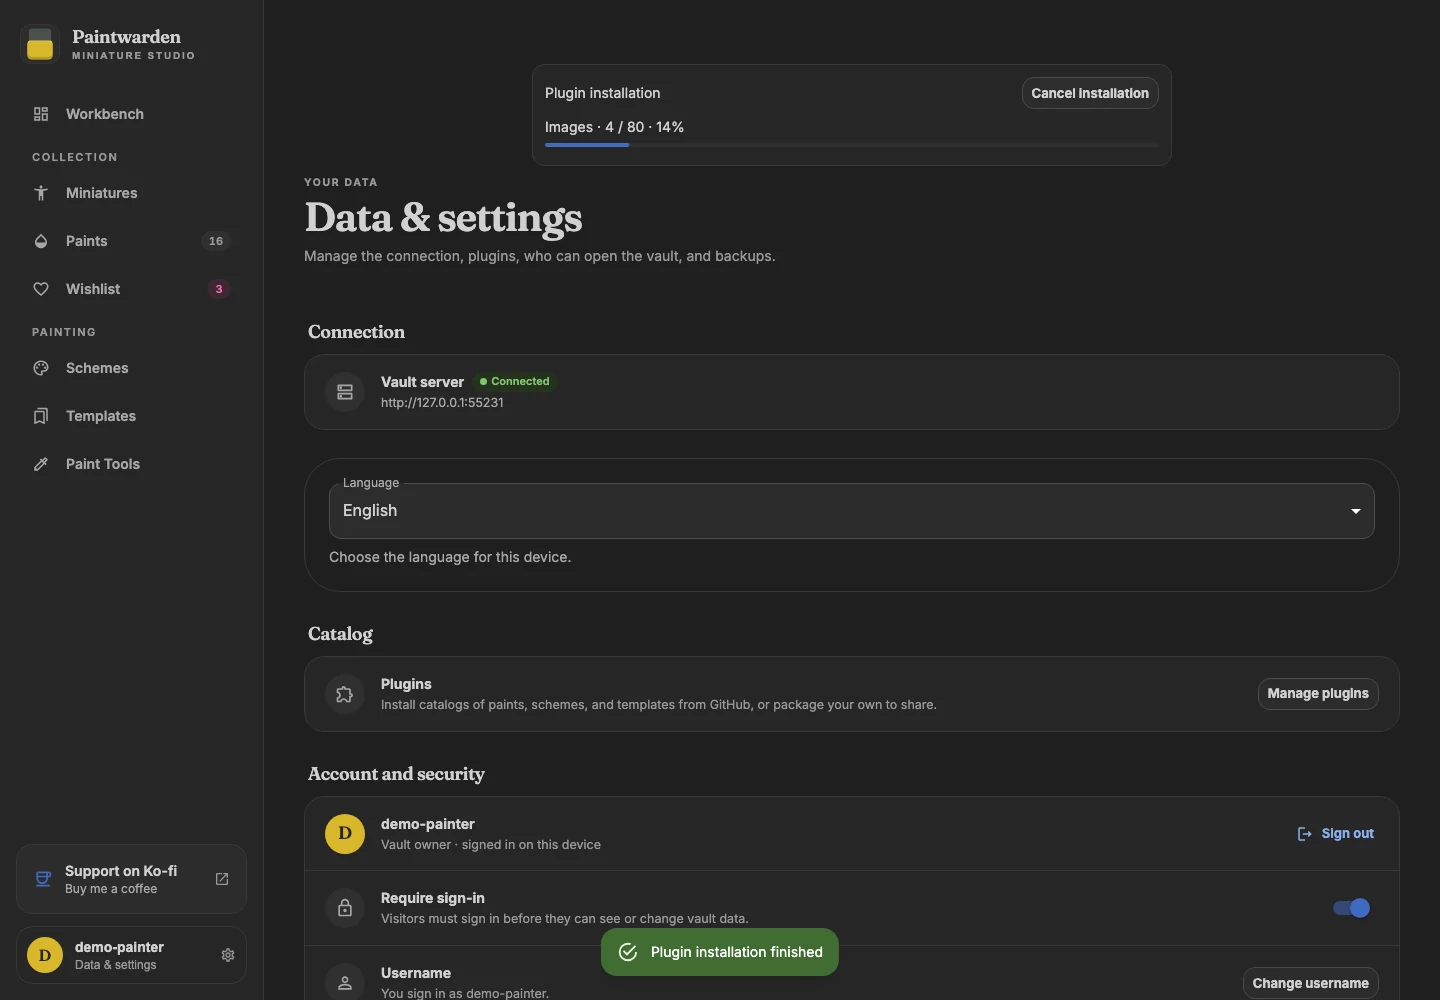 Paintwarden
MINIATURE STUDIO
Workbench
COLLECTION
Miniatures
Paints
16
Wishlist
3
PAINTING
Schemes
Templates
Paint Tools
Support on Ko-fi
Buy me a coffee
D
demo-painter
Data & settings
Plugin installation
Cancel installation
Images · 4 / 80 · 14%
YOUR DATA
Data & settings
Manage the connection, plugins, who can open the vault, and backups.
Connection
Vault server
Connected
http://127.0.0.1:55231
Language
English
Choose the language for this device.
Catalog
Plugins
Install catalogs of paints, schemes, and templates from GitHub, or package your own to share.
Manage plugins
Account and security
D
demo-painter
Vault owner · signed in on this device
Sign out
Require sign-in
Visitors must sign in before they can see or change vault data.
Plugin installation finished
Username
You sign in as demo-painter.
Change username